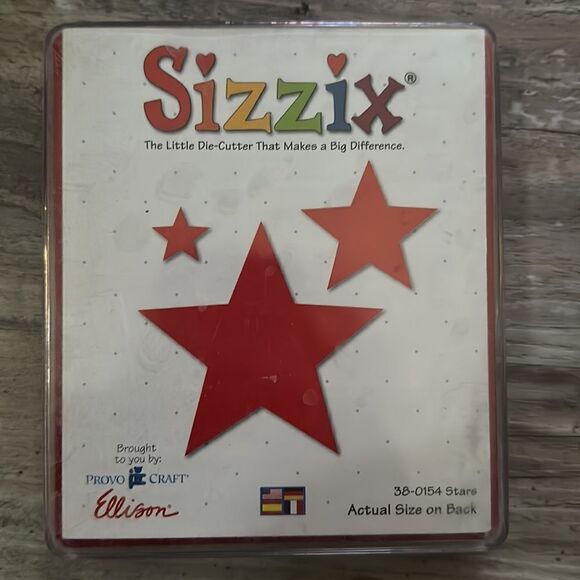 Sizzix®
The Little Die-Cutter That Makes a Big Difference.
Brought
to you by:
PROVO CRAFT®
Ellison®
38-0154 Stars
Actual Size on Back